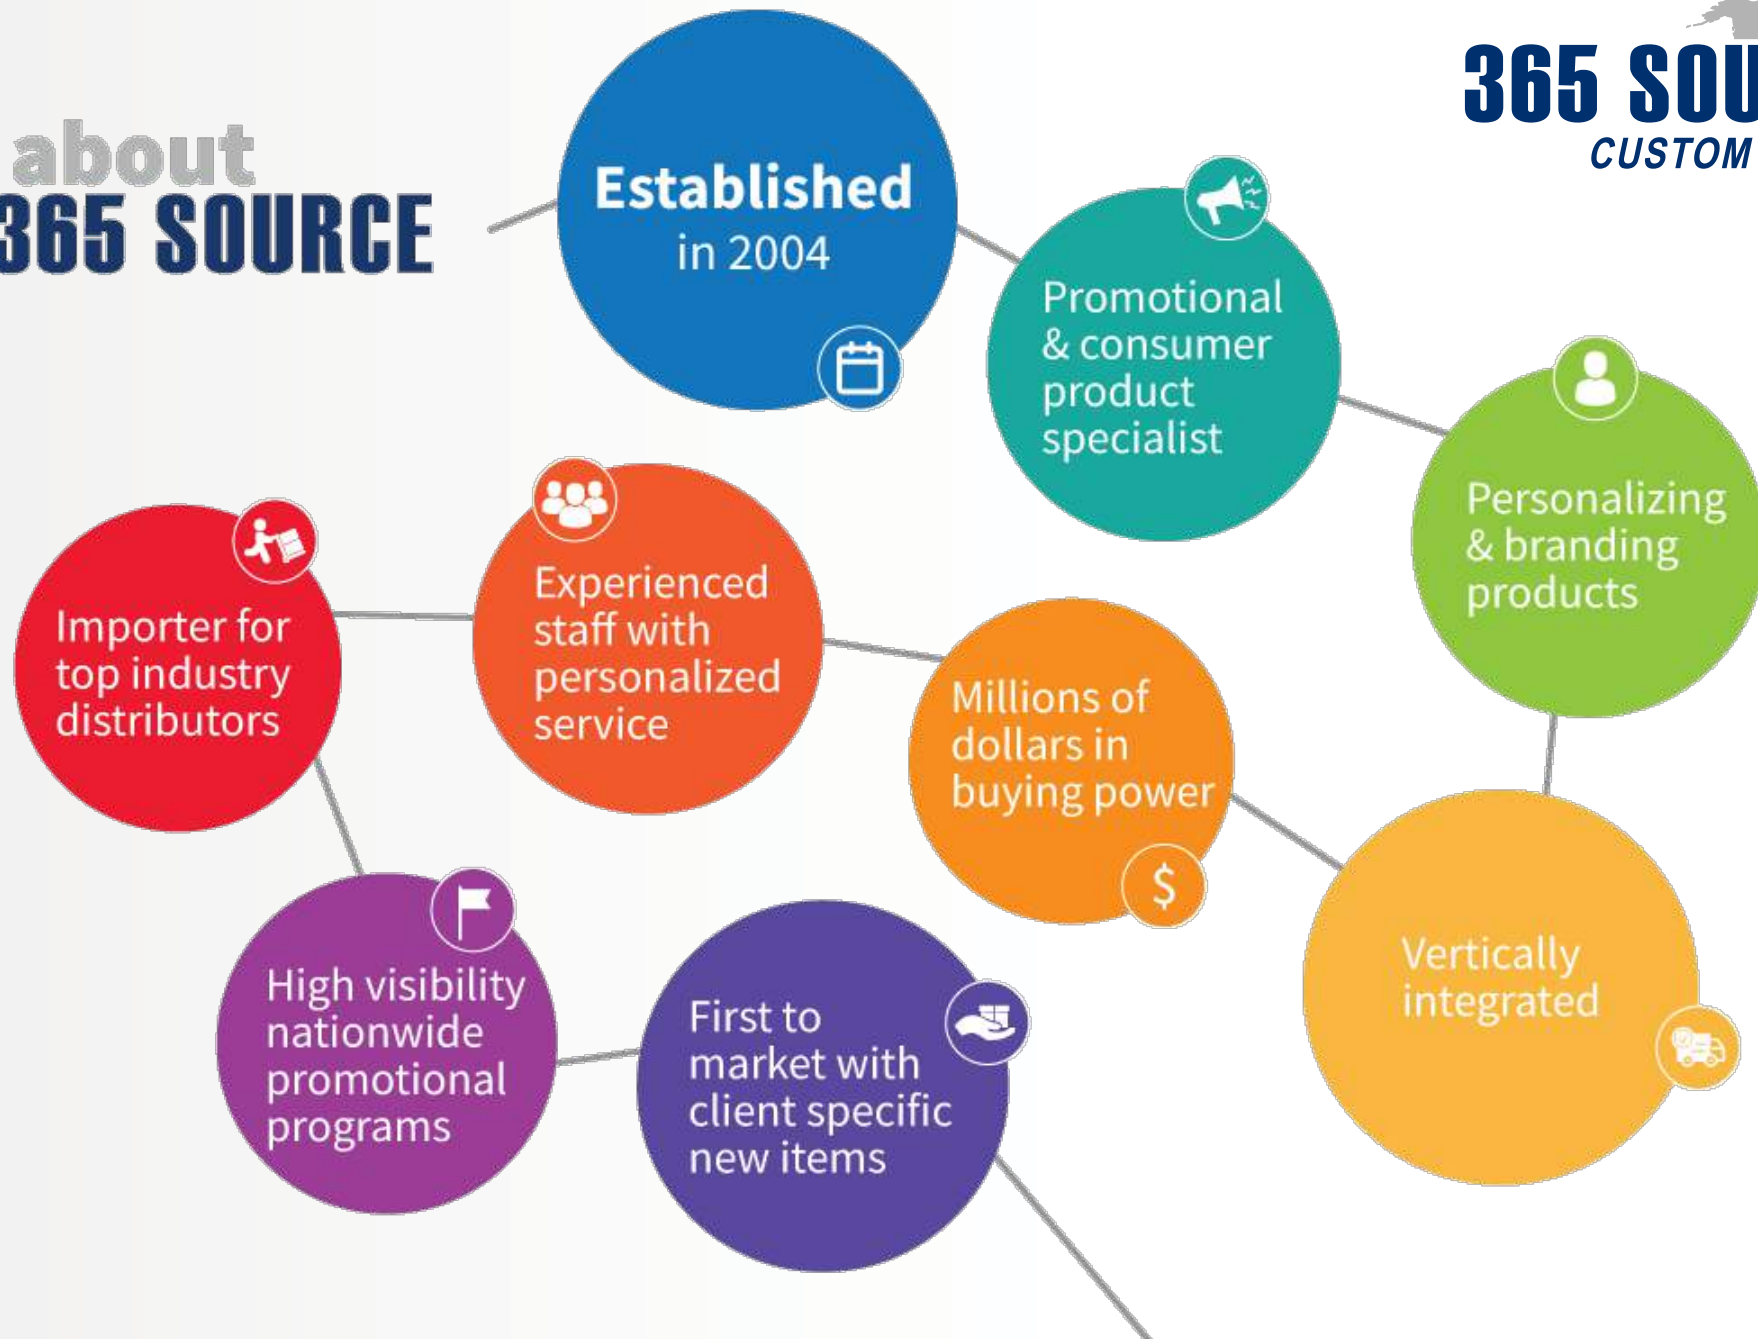 about
365 SOURCE
365 SOU
CUSTOM
Established
in 2004
Promotional
& consumer
product
specialist
Personalizing
& branding
products
Vertically
integrated
Millions of
dollars in
buying power
$
Experienced
staff with
personalized
service
Importer for
top industry
distributors
High visibility
nationwide
promotional
programs
First to
market with
client specific
new items